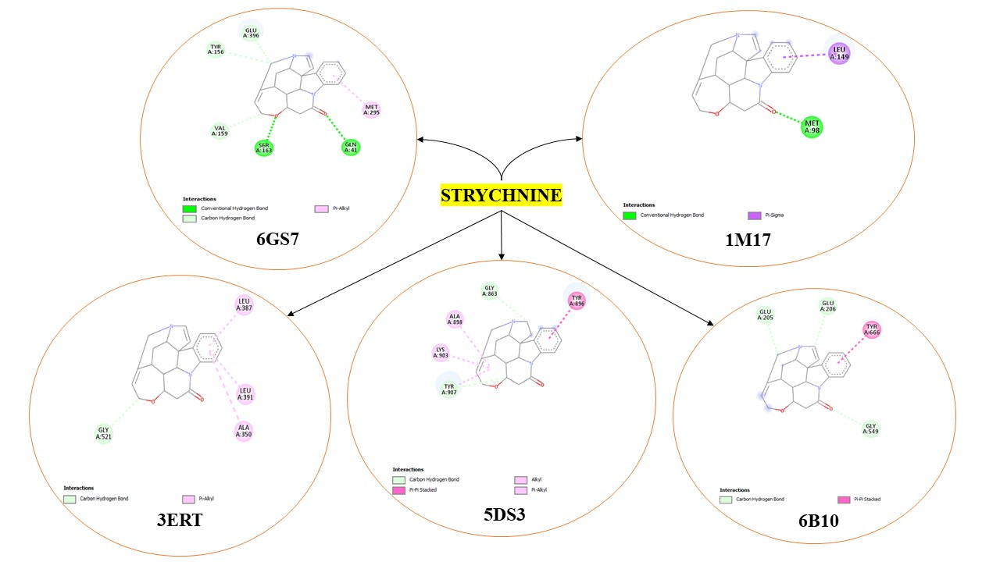 GLU
A:396
TYR
A:156
MET
A:295
VAL
A:159
SER
A:163
GLN
A:41
N
N
O
O
Interactions
Conventional Hydrogen Bond
Carbon Hydrogen Bond
Pi-Alkyl
6GS7
N
N
O
O
LEU
A:149
MET
A:98
Interactions
Conventional Hydrogen Bond
Pi-Sigma
1M17
STRYCHNINE
LEU
A:387
LEU
A:391
ALA
A:350
GLY
A:521
N
N
O
O
Interactions
Carbon Hydrogen Bond
Pi-Alkyl
3ERT
GLY
A:863
TYR
A:896
ALA
A:898
LYS
A:903
TYR
A:907
N
N
O
O
Interactions
Carbon Hydrogen Bond
Pi-Pi Stacked
Alkyl
Pi-Alkyl
5DS3
GLU
A:205
GLU
A:206
TYR
A:666
GLY
A:549
N
N
O
O
Interactions
Carbon Hydrogen Bond
Pi-Pi Stacked
6B10